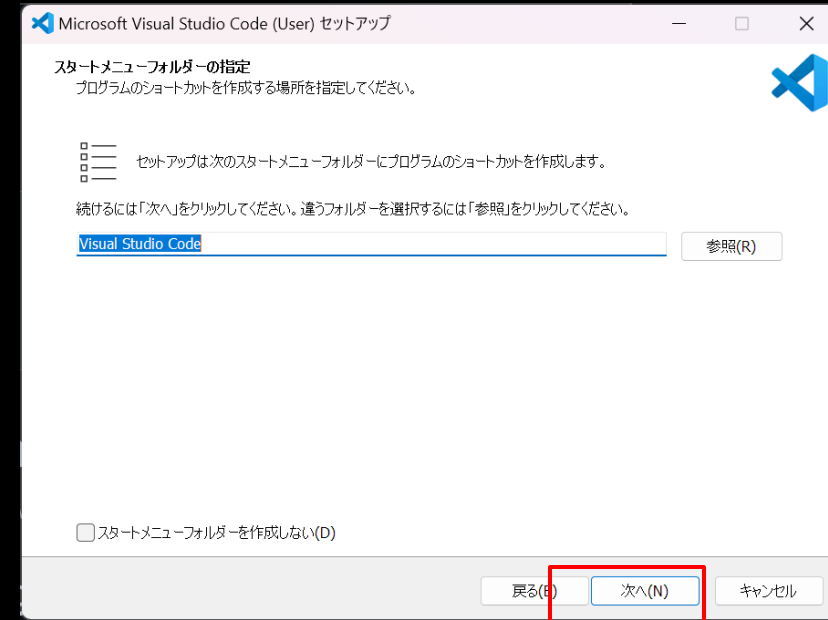 Microsoft Visual Studio Code (User) セットアップ
スタートメニューフォルダーの指定
プログラムのショートカットを作成する場所を指定してください。
セットアップは次のスタートメニューフォルダーにプログラムのショートカットを作成します。
続けるには「次へ」をクリックしてください。違うフォルダーを選択するには「参照」をクリックしてください。
Visual Studio Code 参照(R)
スタートメニューフォルダーを作成しない(D)
戻る(B) 次へ(N) キャンセル